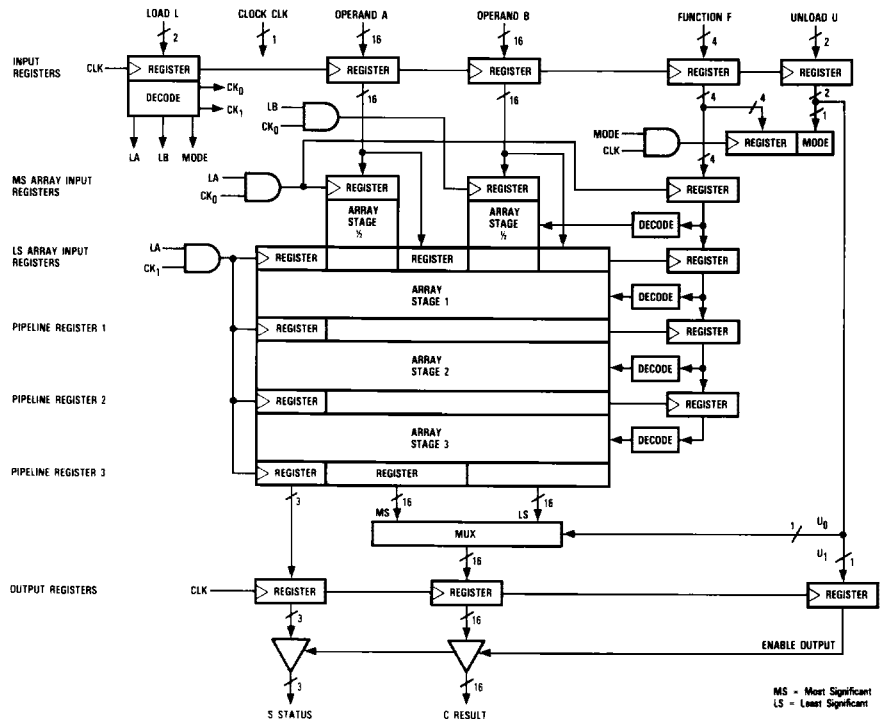 LOAD L
CLOCK CLK
OPERAND A
OPERAND B
FUNCTION F
UNLOAD U
2
1
16
16
4
2
INPUT REGISTERS
CLK
REGISTER
REGISTER
REGISTER
REGISTER
REGISTER
DECODE
CK0
CK1
16
16
4
4
2
1
LB
CK0
MODE
CLK
REGISTER
MODE
LA
LB
MODE
4
MS ARRAY INPUT REGISTERS
LA
CK0
REGISTER
REGISTER
REGISTER
ARRAY STAGE ½
ARRAY STAGE ½
DECODE
LS ARRAY INPUT REGISTERS
LA
CK1
REGISTER
REGISTER
REGISTER
ARRAY STAGE 1
DECODE
PIPELINE REGISTER 1
REGISTER
REGISTER
ARRAY STAGE 2
DECODE
PIPELINE REGISTER 2
REGISTER
REGISTER
ARRAY STAGE 3
DECODE
PIPELINE REGISTER 3
REGISTER
REGISTER
3
MS
16
LS
16
MUX
1
U0
U1
1
16
OUTPUT REGISTERS
CLK
REGISTER
REGISTER
REGISTER
3
16
ENABLE OUTPUT
3
16
S STATUS
C RESULT
MS = Most Significant
LS = Least Significant